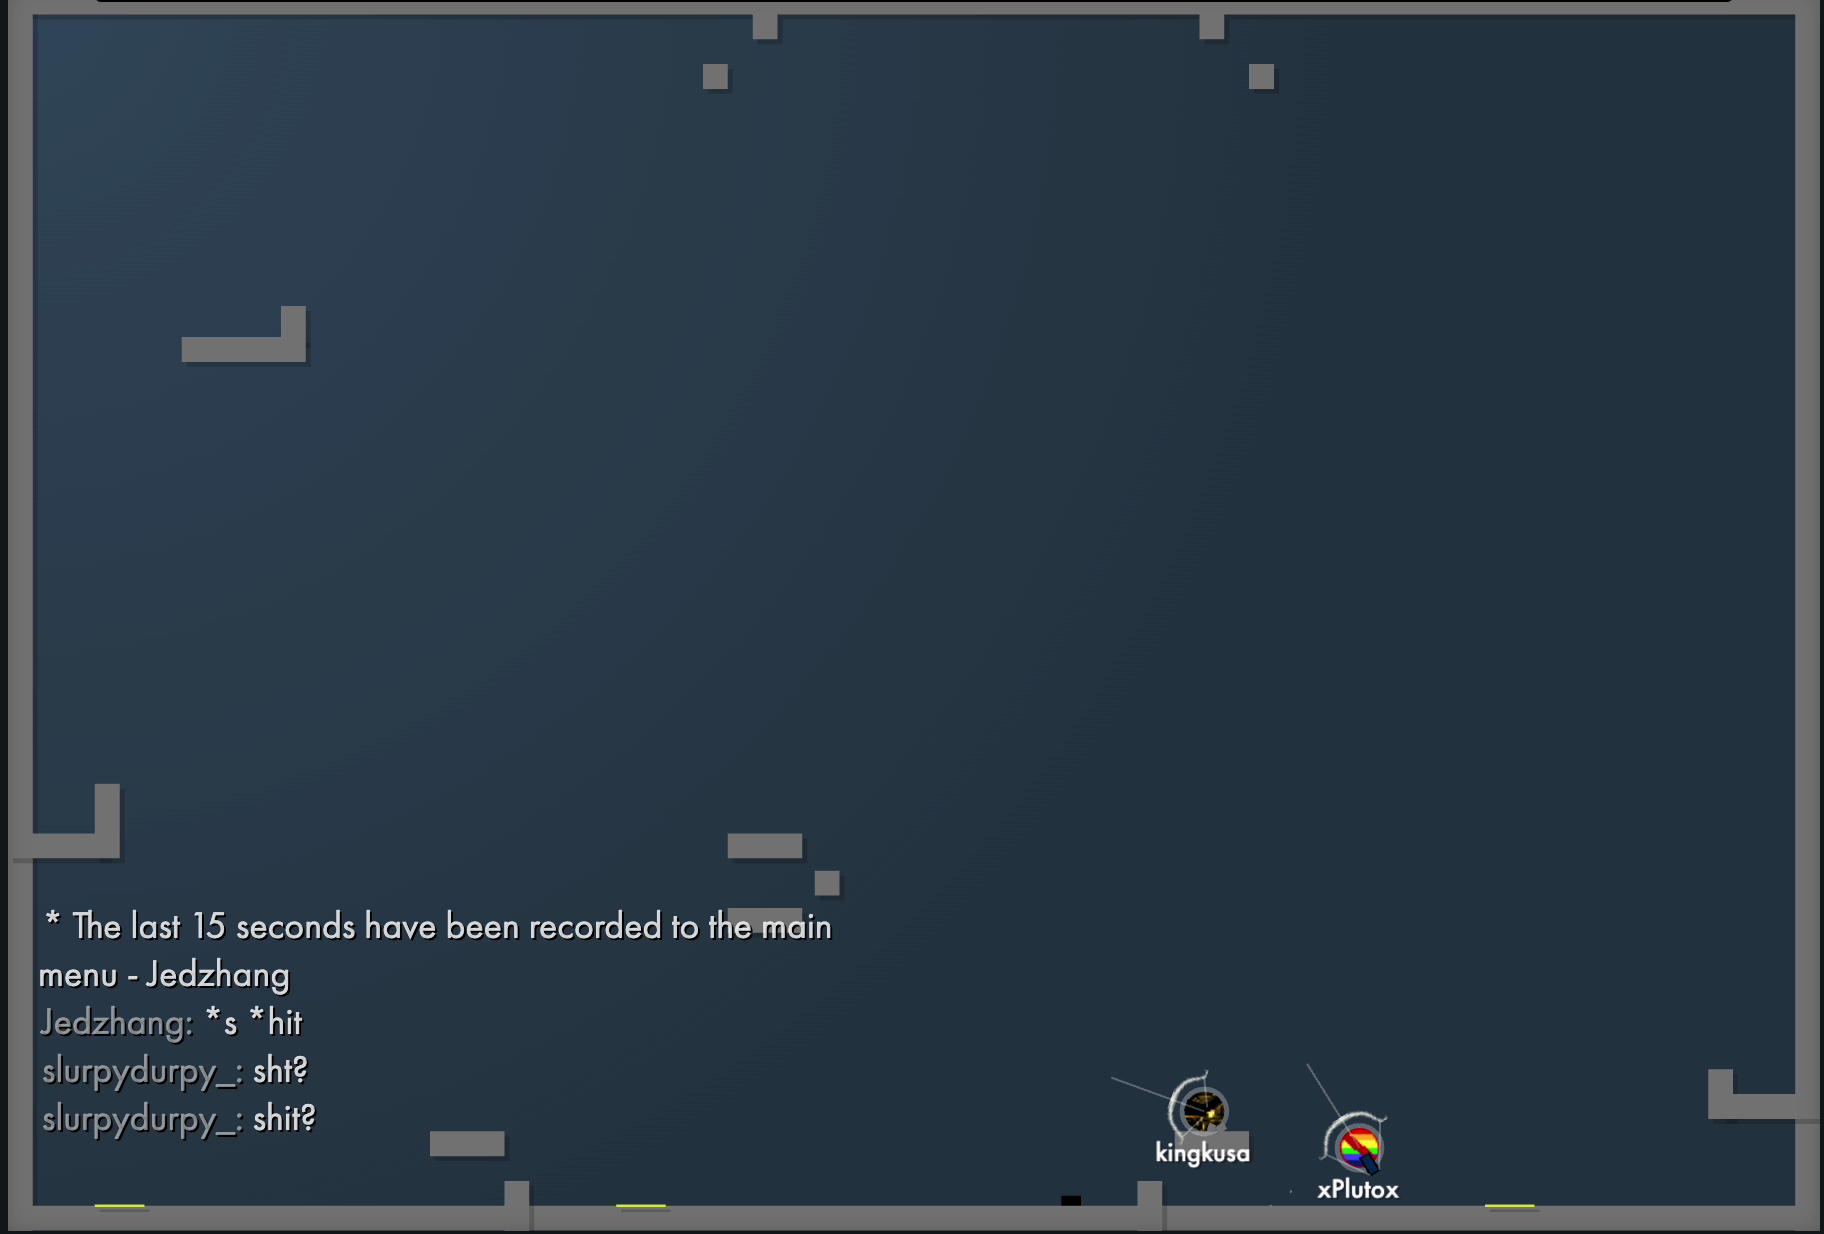 * The last 15 seconds have been recorded to the main
menu - Jedzhang
Jedzhang: *s *hit
slurpydurpy_: sht?
slurpydurpy_: shit?
kingkusa
xPlutox